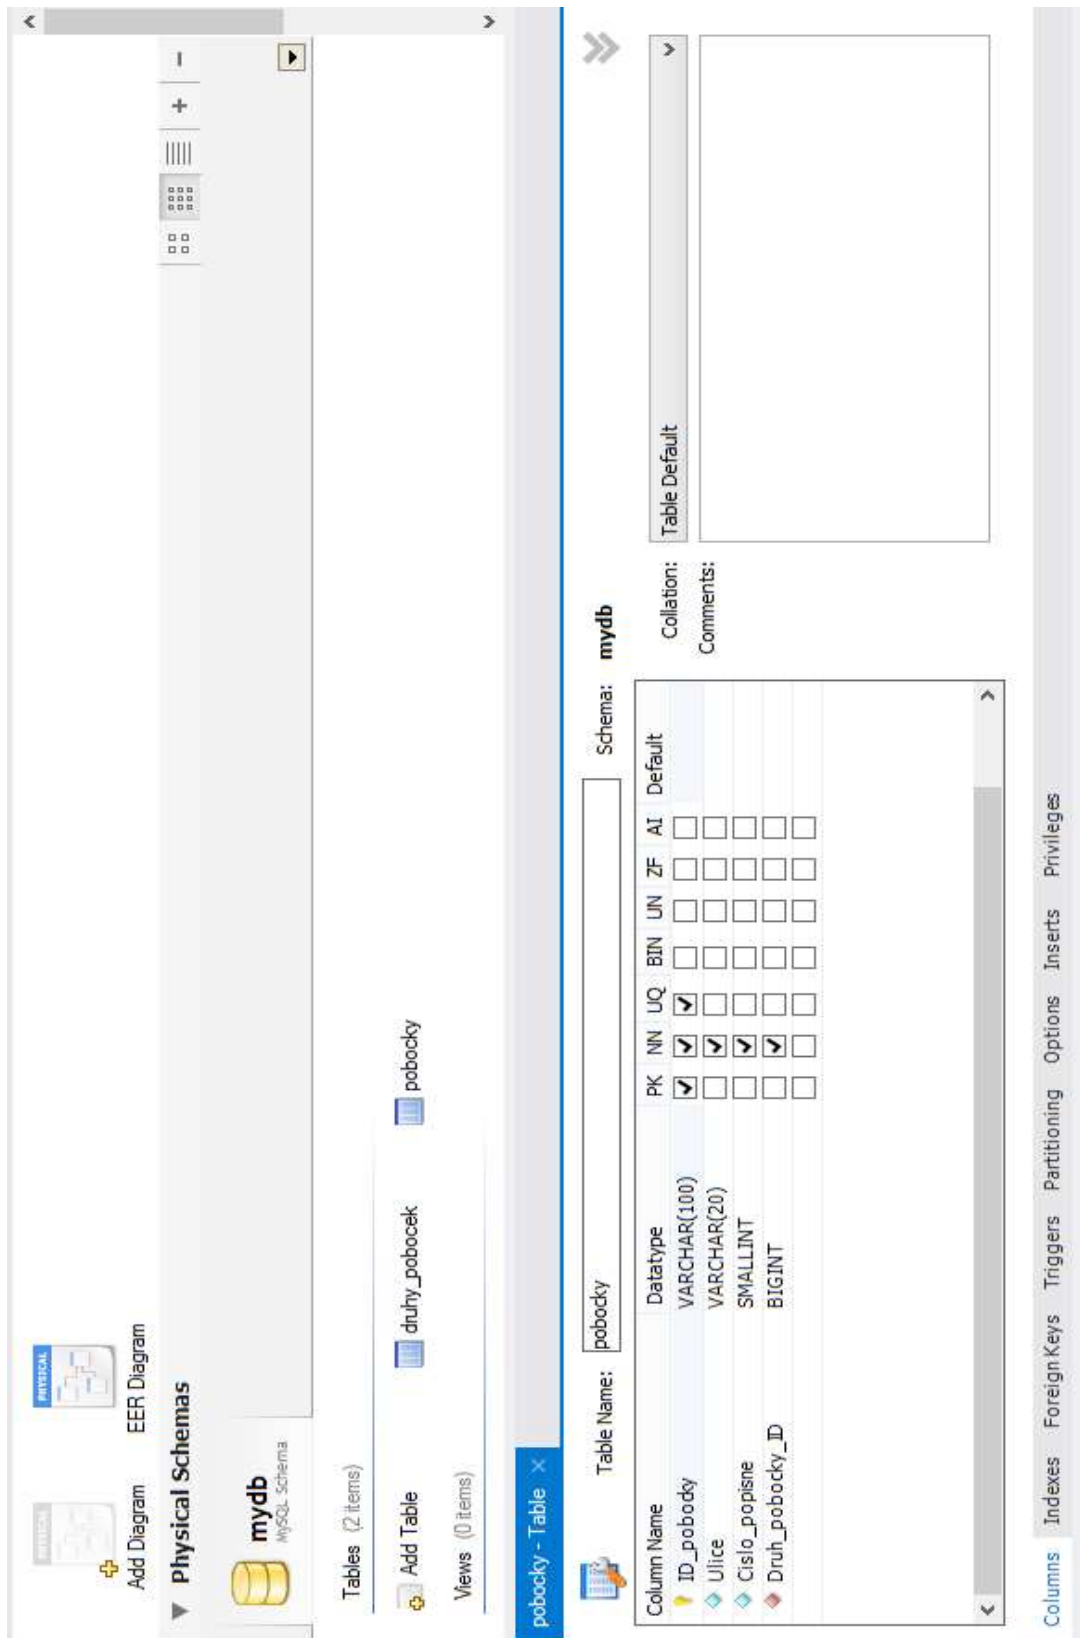 PHYSICAL
PHYSICAL
Add Diagram
EER Diagram
Physical Schemas
mydb
MySQL Schema
Tables (2 items)
Add Table
druhy_pobocek
pobocky
Views (0 items)
pobocky - Table
Table Name: pobocky
Schema: mydb
Column Name Datatype PK NN UQ BIN UN ZF AI Default
ID_pobocky VARCHAR(100)
Ulice VARCHAR(20)
Cislo_popisne SMALLINT
Druh_pobocky_ID BIGINT
Collation: Table Default
Comments:
Columns Indexes Foreign Keys Triggers Partitioning Options Inserts Privileges